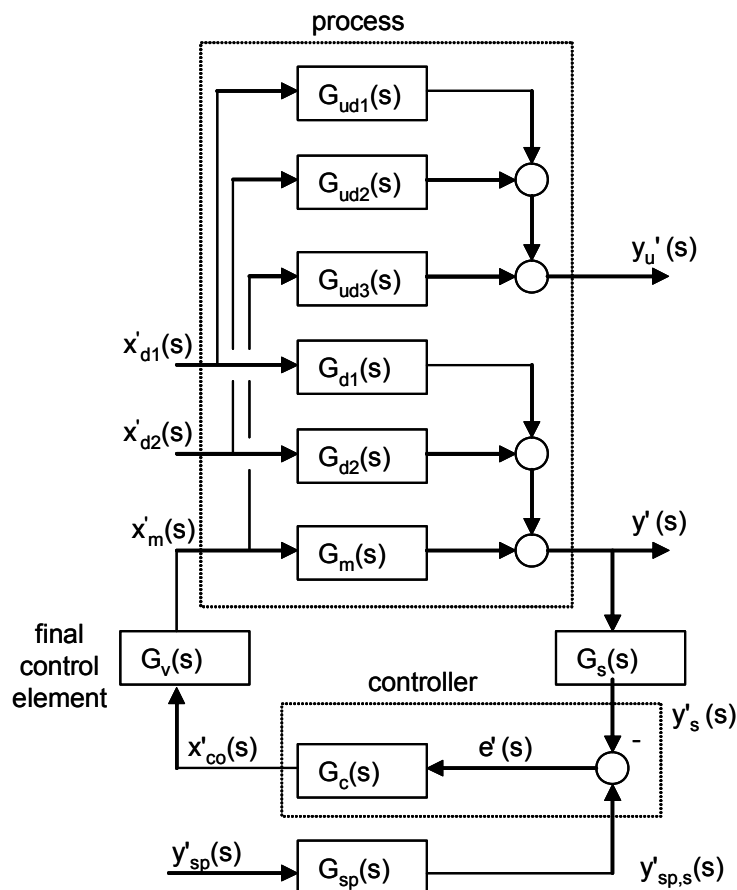 process
G_ud1(s)
G_ud2(s)
G_ud3(s)
y_u'(s)
x'_d1(s)
G_d1(s)
x'_d2(s)
G_d2(s)
x'_m(s)
G_m(s)
y'(s)
final
control
element
G_v(s)
G_s(s)
controller
y'_s(s)
-
x'_co(s)
G_c(s)
e'(s)
y'_sp(s)
G_sp(s)
y'_sp,s(s)